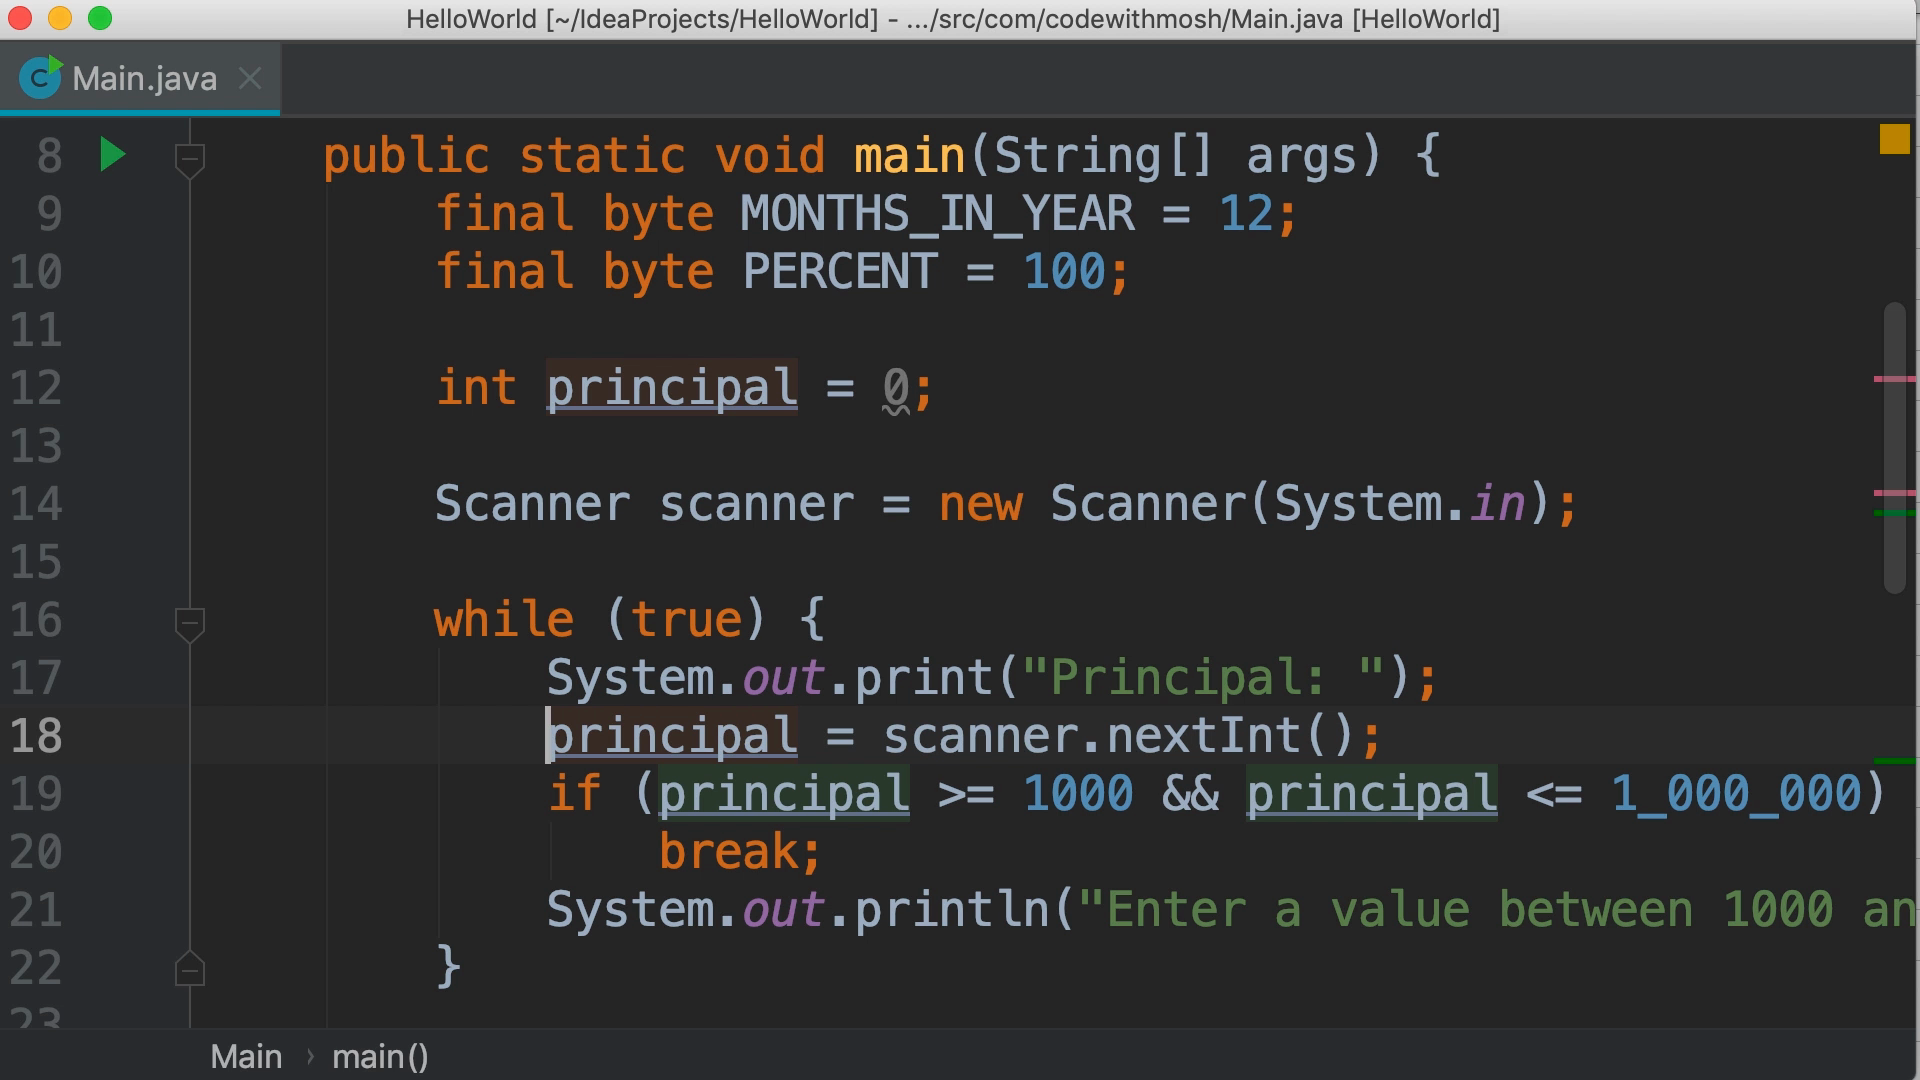 HelloWorld [~/IdeaProjects/HelloWorld] - .../src/com/codewithmosh/Main.java [HelloWorld]
C Main.java
8 public static void main(String[] args) {
9 final byte MONTHS_IN_YEAR = 12;
10 final byte PERCENT = 100;
11
12 int principal = 0;
13
14 Scanner scanner = new Scanner(System.in);
15
16 while (true) {
17 System.out.print("Principal: ");
18 principal = scanner.nextInt();
19 if (principal >= 1000 && principal <= 1_000_000)
20 break;
21 System.out.println("Enter a value between 1000 an
22 }
23
Main › main()